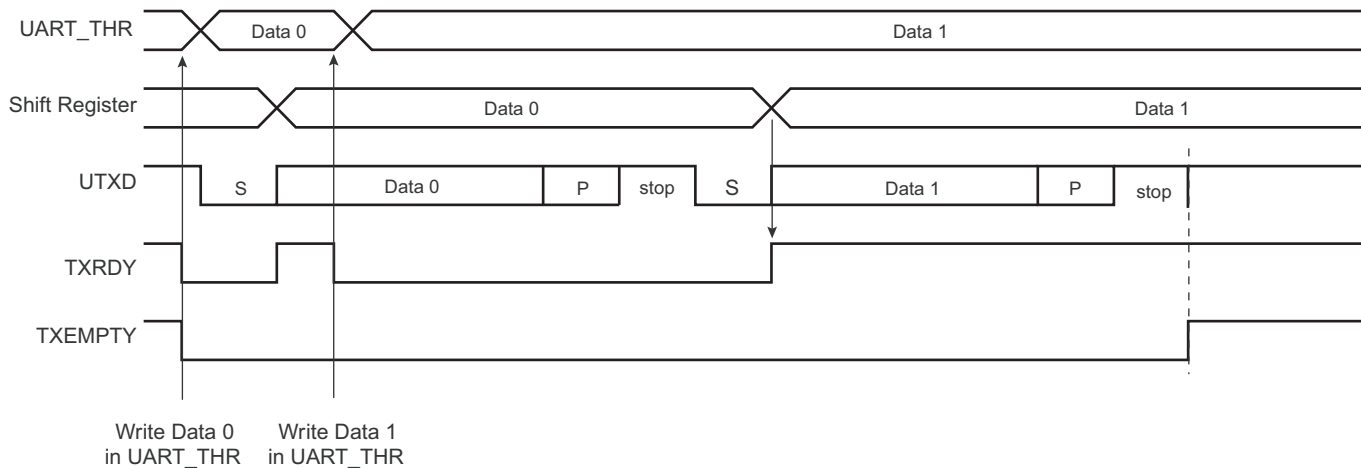 UART_THR Data 0 Data 1
Shift Register Data 0 Data 1
UTXD S Data 0 P stop S Data 1 P stop
TXRDY
TXEMPTY
Write Data 0 Write Data 1
in UART_THR in UART_THR